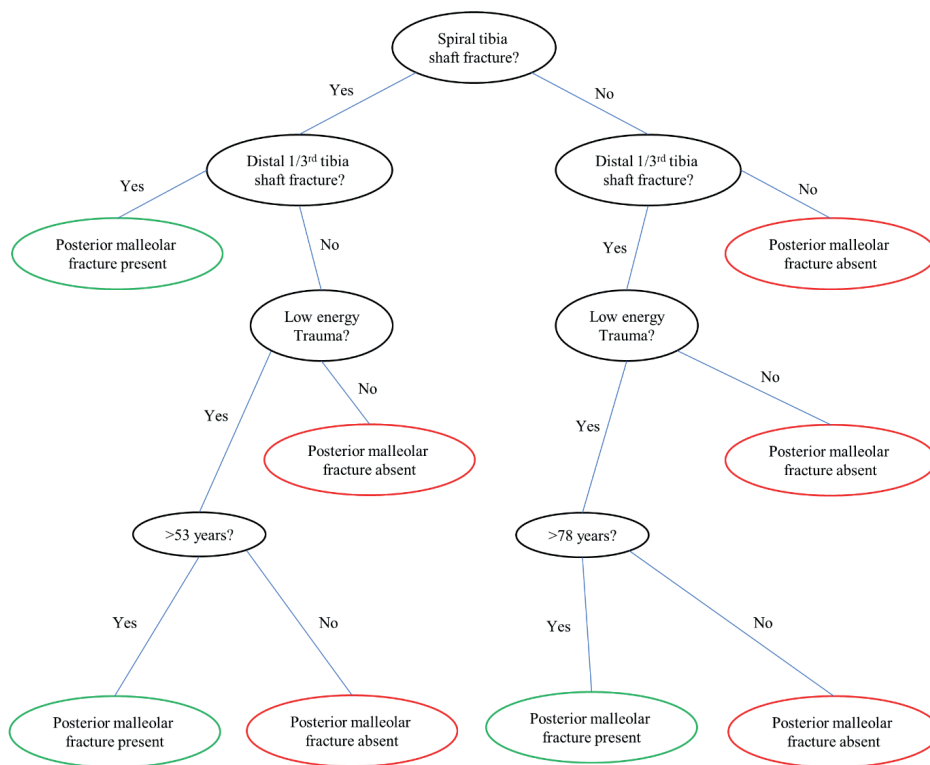 Spiral tibia
shaft fracture?
Yes
No
Distal 1/3rd tibia
shaft fracture?
Distal 1/3rd tibia
shaft fracture?
Yes
No
Posterior malleolar
fracture present
No
Yes
Posterior malleolar
fracture absent
Low energy
Trauma?
Low energy
Trauma?
Yes
No
Yes
No
Posterior malleolar
fracture absent
Posterior malleolar
fracture absent
>53 years?
>78 years?
Yes
No
Yes
No
Posterior malleolar
fracture present
Posterior malleolar
fracture absent
Posterior malleolar
fracture present
Posterior malleolar
fracture absent